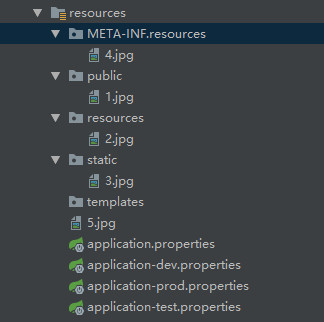 resources
META-INF.resources
4.jpg
public
1.jpg
resources
2.jpg
static
3.jpg
templates
5.jpg
application.properties
application-dev.properties
application-prod.properties
application-test.properties